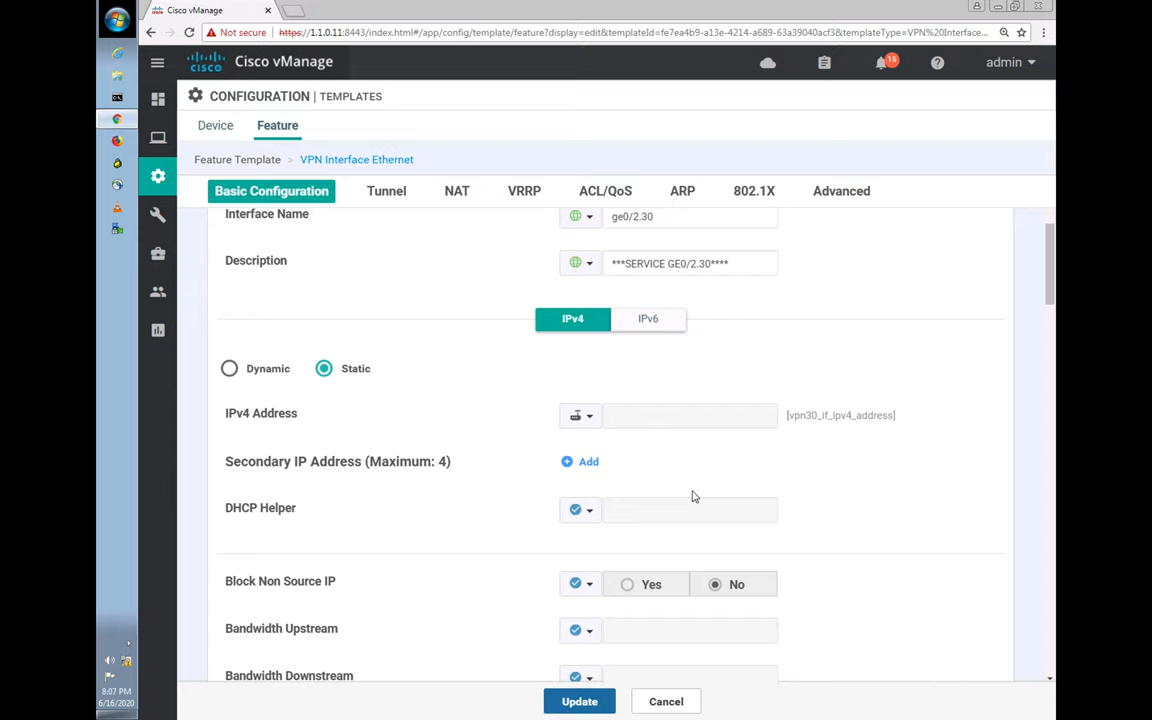 Cisco vManage
Not secure https://1.1.0.11:8443/index.html#/app/config/template/feature?display=edit&templateId=fe7ea4b9-a13e-4214-a689-63a39040acf3&templateType=VPN%20Interface...
cisco Cisco vManage
15
admin
CONFIGURATION | TEMPLATES
Device Feature
Feature Template > VPN Interface Ethernet
Basic Configuration Tunnel NAT VRRP ACL/QoS ARP 802.1X Advanced
Interface Name ge0/2.30
Description ***SERVICE GE0/2.30****
IPv4 IPv6
Dynamic Static
IPv4 Address [vpn30_if_ipv4_address]
Secondary IP Address (Maximum: 4) Add
DHCP Helper
Block Non Source IP Yes No
Bandwidth Upstream
Bandwidth Downstream
Update Cancel
8:07 PM
6/16/2020